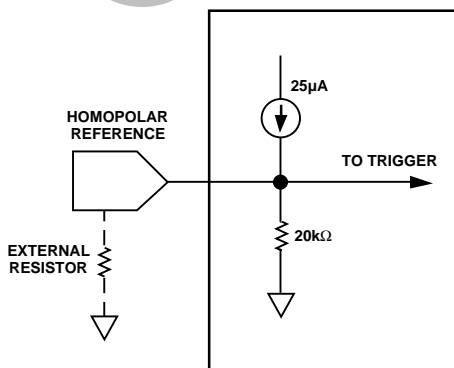 25µA
HOMOPOLAR
REFERENCE
TO TRIGGER
20kΩ
EXTERNAL
RESISTOR